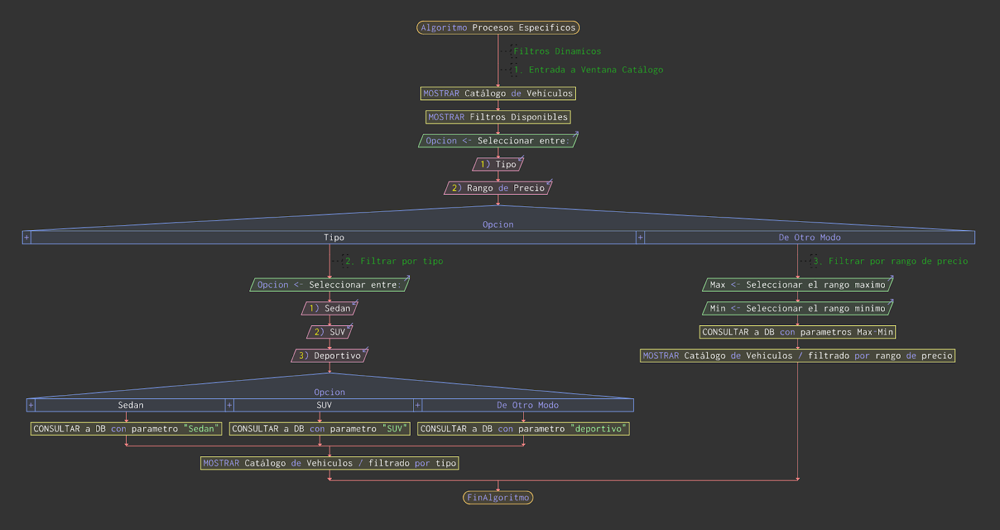 Algoritmo Procesos Especificos
Filtros Dinamicos
1. Entrada a Ventana Catálogo
MOSTRAR Catálogo de Vehículos
MOSTRAR Filtros Disponibles
Opcion <- Seleccionar entre:
1) Tipo
2) Rango de Precio
Opcion
+ Tipo + De Otro Modo
2. Filtrar por tipo
Opcion <- Seleccionar entre:
1) Sedan
2) SUV
3) Deportivo
Opcion
+ Sedan + SUV + De Otro Modo
CONSULTAR a DB con parametro "Sedan"
CONSULTAR a DB con parametro "SUV"
CONSULTAR a DB con parametro "deportivo"
MOSTRAR Catálogo de Vehiculos / filtrado por tipo
3. Filtrar por rango de precio
Max <- Seleccionar el rango maximo
Min <- Seleccionar el rango minimo
CONSULTAR a DB con parametros Max-Min
MOSTRAR Catálogo de Vehiculos / filtrado por rango de precio
FinAlgoritmo